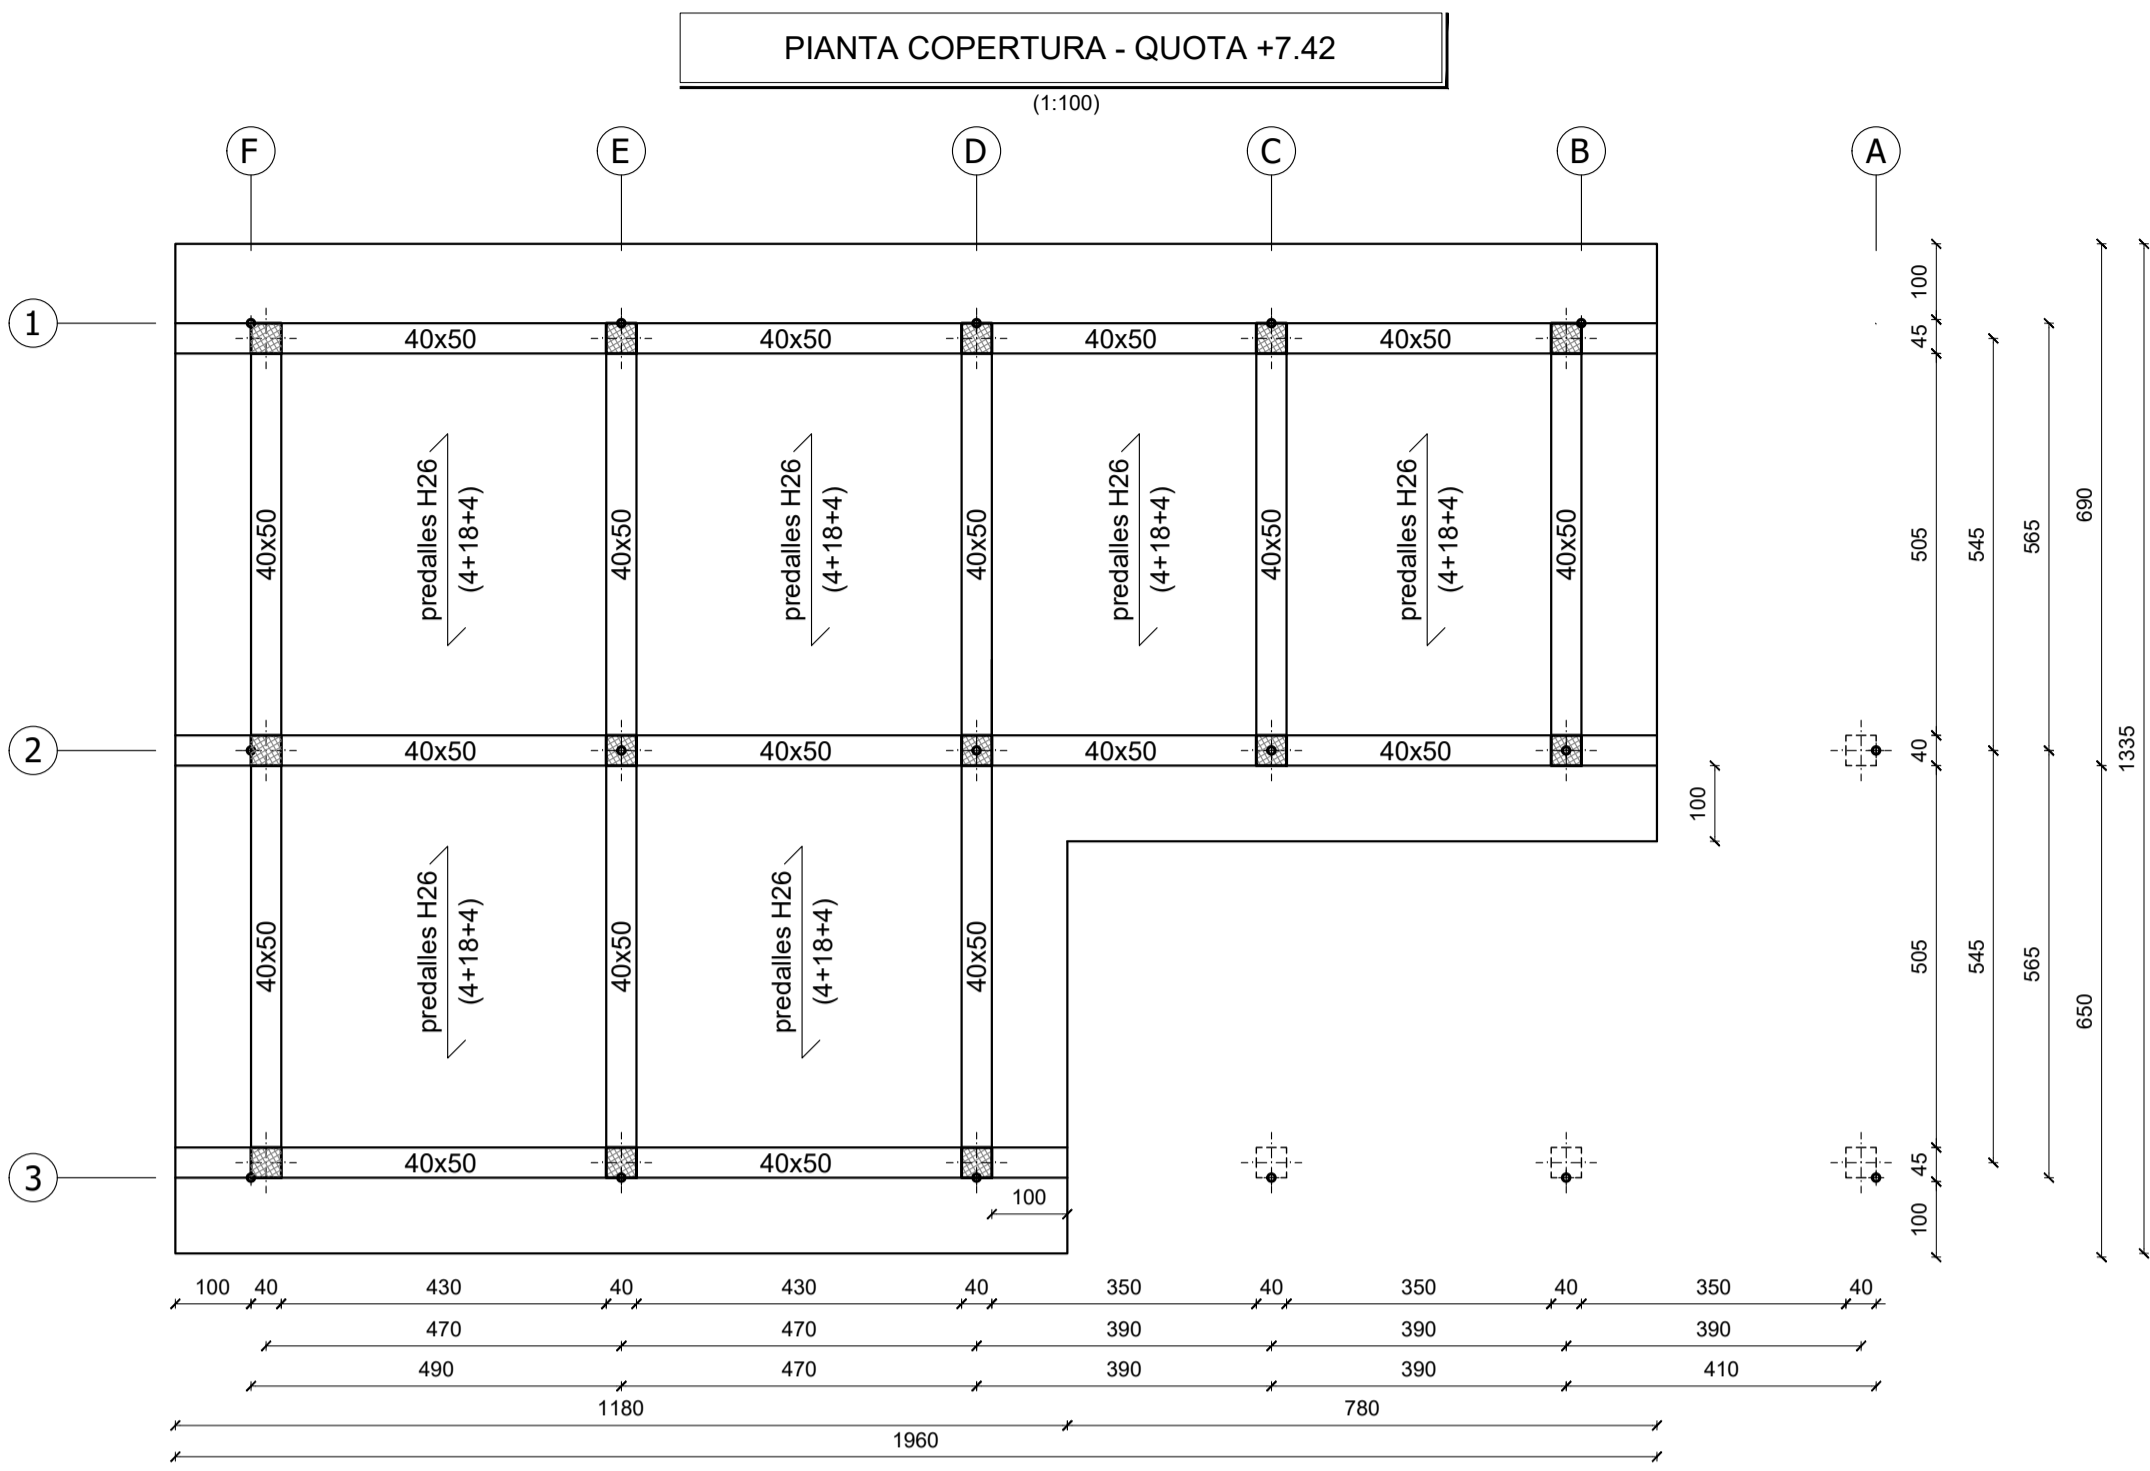 PIANTA COPERTURA - QUOTA +7.42
(1:100)
F E D C B A
1
40x50 40x50 40x50 40x50
predalles H26
(4+18+4)
predalles H26
(4+18+4)
predalles H26
(4+18+4)
predalles H26
(4+18+4)
40x50 40x50 40x50 40x50 40x50
2
40x50 40x50 40x50 40x50
predalles H26
(4+18+4)
predalles H26
(4+18+4)
40x50 40x50 40x50
3
40x50 40x50
100
100
100 45 505 40 505 45 100
545 545
565 565
690 650
1335
100 40 430 40 430 40 350 40 350 40 350 40
470 470 390 390 390
490 470 390 390 410
1180 780
1960